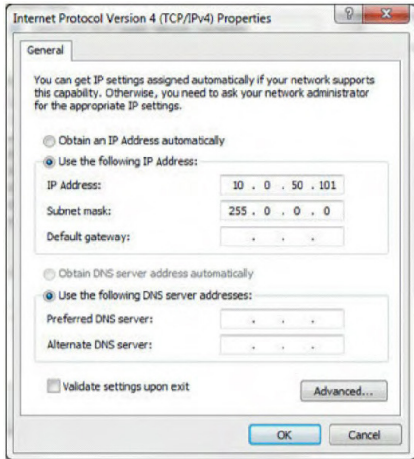 Internet Protocol Version 4 (TCP/IPv4) Properties
?
General
You can get IP settings assigned automatically if your network supports
this capability. Otherwise, you need to ask your network administrator
for the appropriate IP settings.
Obtain an IP Address automatically
Use the following IP Address:
IP Address: 10 . 0 . 50 . 101
Subnet mask: 255 . 0 . 0 . 0
Default gateway: . . .
Obtain DNS server address automatically
Use the following DNS server addresses:
Preferred DNS server: . . .
Alternate DNS server: . . .
Validate settings upon exit
Advanced...
OK Cancel